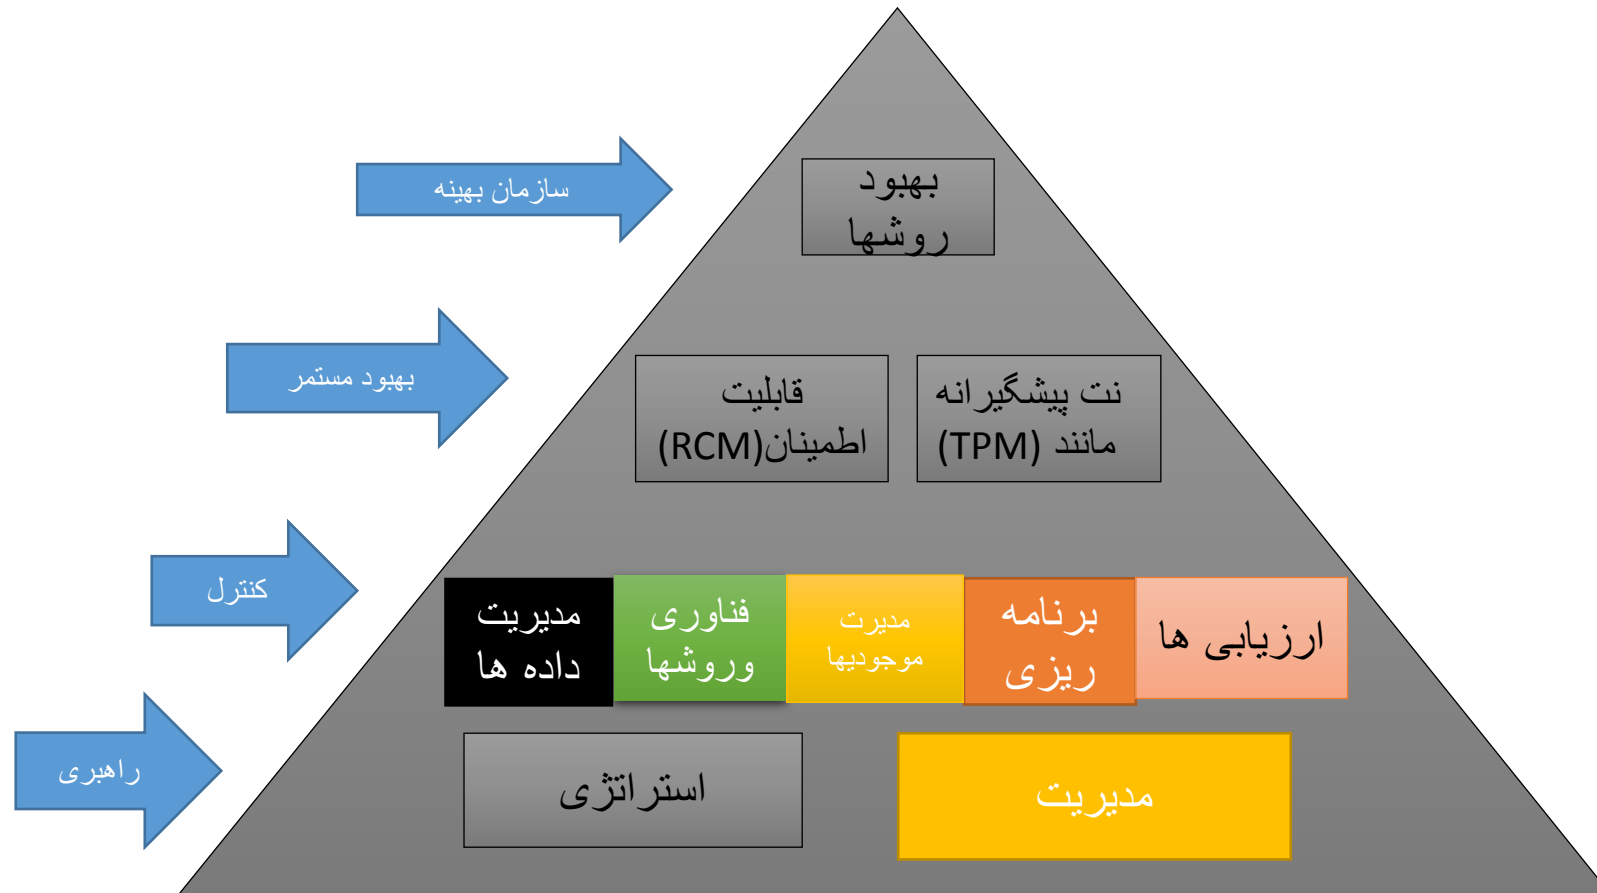 سازمان بهینه
بهبود
روشها
بهبود مستمر
نت پیشگیرانه
مانند (TPM)
قابلیت
اطمینان(RCM)
کنترل
ارزیابی ها
برنامه
ریزی
مدیرت
موجودیها
فناوری
وروشها
مدیریت
داده ها
راهبری
مدیریت
استراتژی